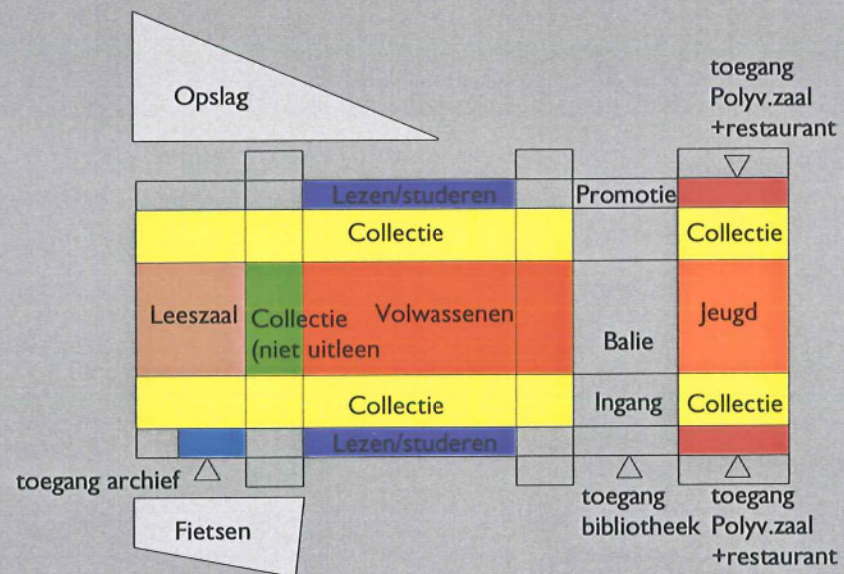 toegang
Polyv.zaal
+restaurant
Opslag
Lezen/studeren
Promotie
Collectie
Collectie
Leeszaal
Collectie
(niet uitleen
Volwassenen
Balie
Jeugd
Collectie
Ingang
Collectie
Lezen/studeren
toegang archief
toegang
bibliotheek
toegang
Polyv.zaal
+restaurant
Fietsen